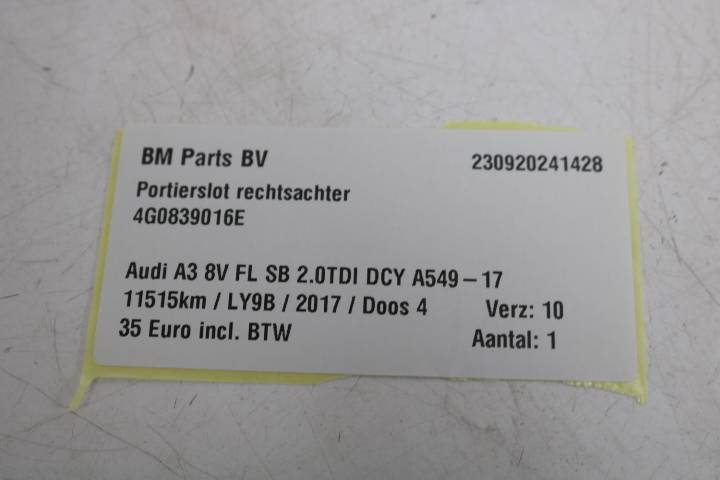 BM Parts BV 230920241428
Portierslot rechtsachter
4G0839016E
Audi A3 8V FL SB 2.0TDI DCY A549-17
11515km / LY9B / 2017 / Doos 4 Verz: 10
35 Euro incl. BTW Aantal: 1